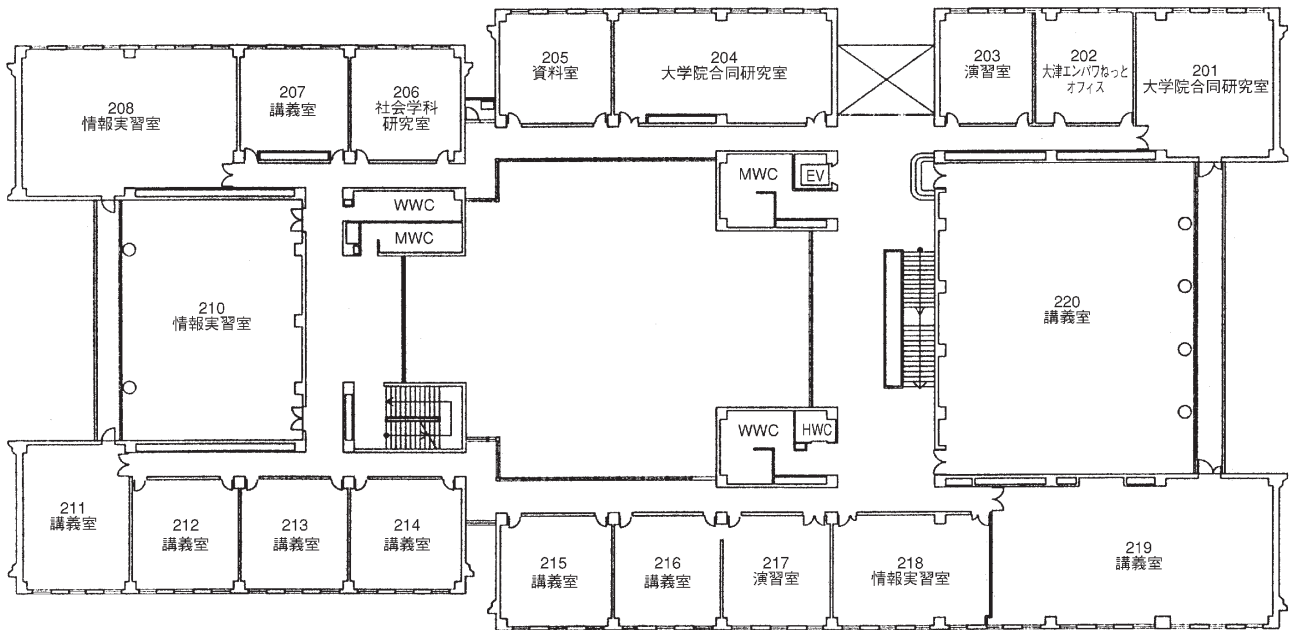 205
資料室
204
大学院合同研究室
203
演習室
202
大津エンパワねっと
オフィス
201
大学院合同研究室
208
情報実習室
207
講義室
206
社会学科
研究室
MWC
EV
WWC
MWC
210
情報実習室
220
講義室
WWC
HWC
211
講義室
212
講義室
213
講義室
214
講義室
215
講義室
216
講義室
217
演習室
218
情報実習室
219
講義室